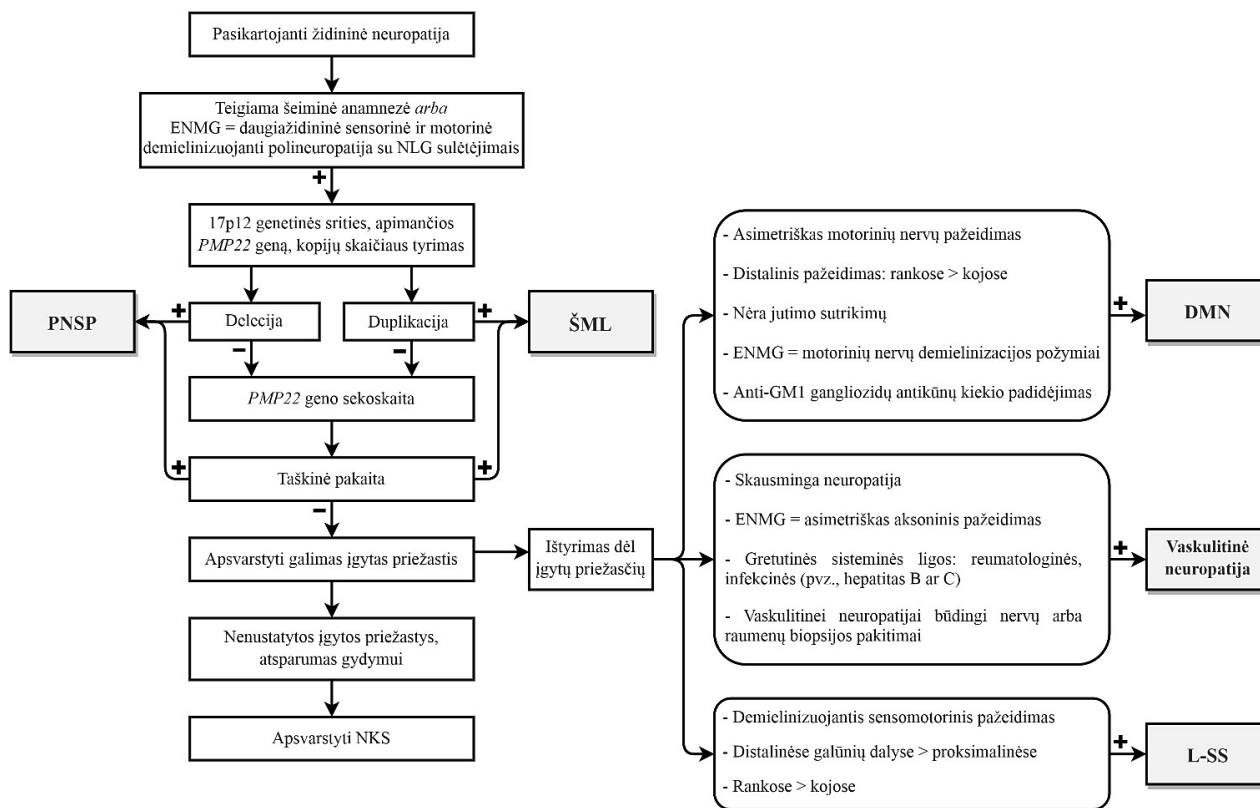 Pasikartojanti židininė neuropatija
Teigiama šeiminė anamnezė arba
ENMG = daugiažidininė sensorinė ir motorinė
demielinizuojanti polineuropatija su NLG sulėtėjimais
+
17p12 genetinės srities, apimančios
PMP22 geną, kopijų skaičiaus tyrimas
PNSP
+
Delecija
Duplikacija
+
ŠML
−
−
PMP22 geno sekoskaita
+
Taškinė pakaita
+
−
Apsvarstyti galimas įgytas priežastis
Ištyrimas dėl
įgytų priežasčių
Nenustatytos įgytos priežastys,
atsparumas gydymui
Apsvarstyti NKS
- Asimetriškas motorinių nervų pažeidimas
- Distalinis pažeidimas: rankose > kojose
- Nėra jutimo sutrikimų
- ENMG = motorinių nervų demielinizacijos požymiai
- Anti-GM1 gangliozidų antikūnų kiekio padidėjimas
+
DMN
- Skausminga neuropatija
- ENMG = asimetriškas aksoninis pažeidimas
- Gretutinės sisteminės ligos: reumatologinės,
infekcinės (pvz., hepatitas B ar C)
- Vaskulitinei neuropatijai būdingi nervų arba
raumenų biopsijos pakitimai
+
Vaskulitinė
neuropatija
- Demielinizuojantis sensomotorinis pažeidimas
- Distalinėse galūnių dalyse > proksimalinėse
- Rankose > kojose
+
L-SS